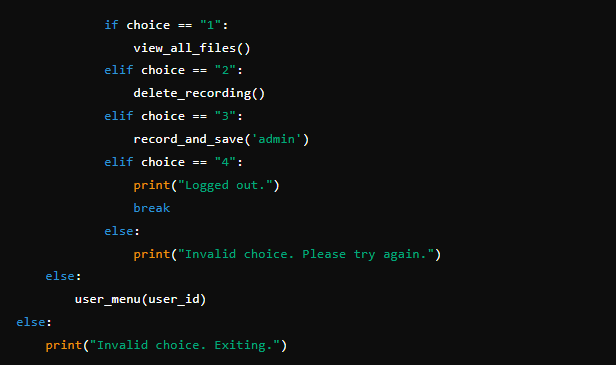 if choice == "1":
                view_all_files()
            elif choice == "2":
                delete_recording()
            elif choice == "3":
                record_and_save('admin')
            elif choice == "4":
                print("Logged out.")
                break
            else:
                print("Invalid choice. Please try again.")
    else:
        user_menu(user_id)
else:
    print("Invalid choice. Exiting.")